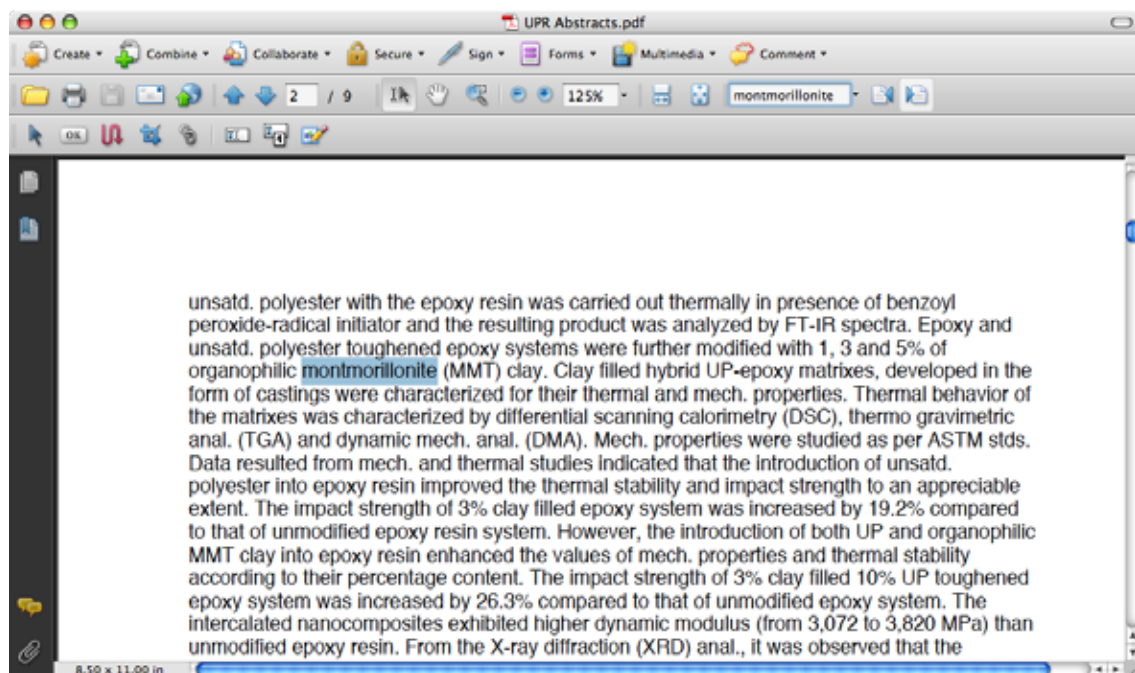 UPR Abstracts.pdf
Create Combine Collaborate Secure Sign Forms Multimedia Comment
2 / 9 125% montmorillonite
OK
unsatd. polyester with the epoxy resin was carried out thermally in presence of benzoyl
peroxide-radical initiator and the resulting product was analyzed by FT-IR spectra. Epoxy and
unsatd. polyester toughened epoxy systems were further modified with 1, 3 and 5% of
organophilic montmorillonite (MMT) clay. Clay filled hybrid UP-epoxy matrixes, developed in the
form of castings were characterized for their thermal and mech. properties. Thermal behavior of
the matrixes was characterized by differential scanning calorimetry (DSC), thermo gravimetric
anal. (TGA) and dynamic mech. anal. (DMA). Mech. properties were studied as per ASTM stds.
Data resulted from mech. and thermal studies indicated that the introduction of unsatd.
polyester into epoxy resin improved the thermal stability and impact strength to an appreciable
extent. The impact strength of 3% clay filled epoxy system was increased by 19.2% compared
to that of unmodified epoxy resin system. However, the introduction of both UP and organophilic
MMT clay into epoxy resin enhanced the values of mech. properties and thermal stability
according to their percentage content. The impact strength of 3% clay filled 10% UP toughened
epoxy system was increased by 26.3% compared to that of unmodified epoxy system. The
intercalated nanocomposites exhibited higher dynamic modulus (from 3,072 to 3,820 MPa) than
unmodified epoxy resin. From the X-ray diffraction (XRD) anal., it was observed that the
8.50 x 11.00 in